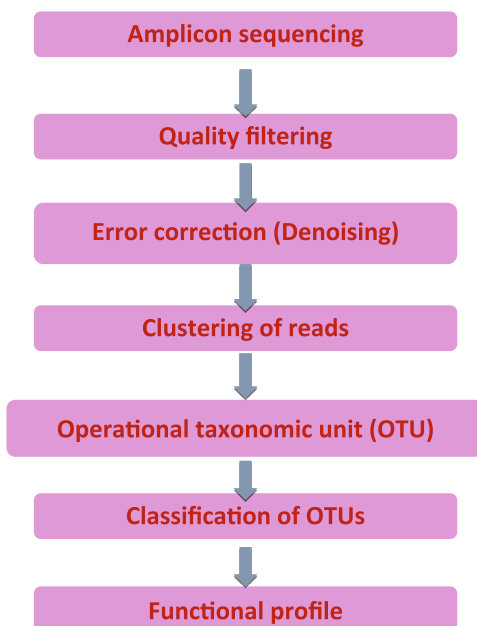 Amplicon sequencing
Quality filtering
Error correction (Denoising)
Clustering of reads
Operational taxonomic unit (OTU)
Classification of OTUs
Functional profile